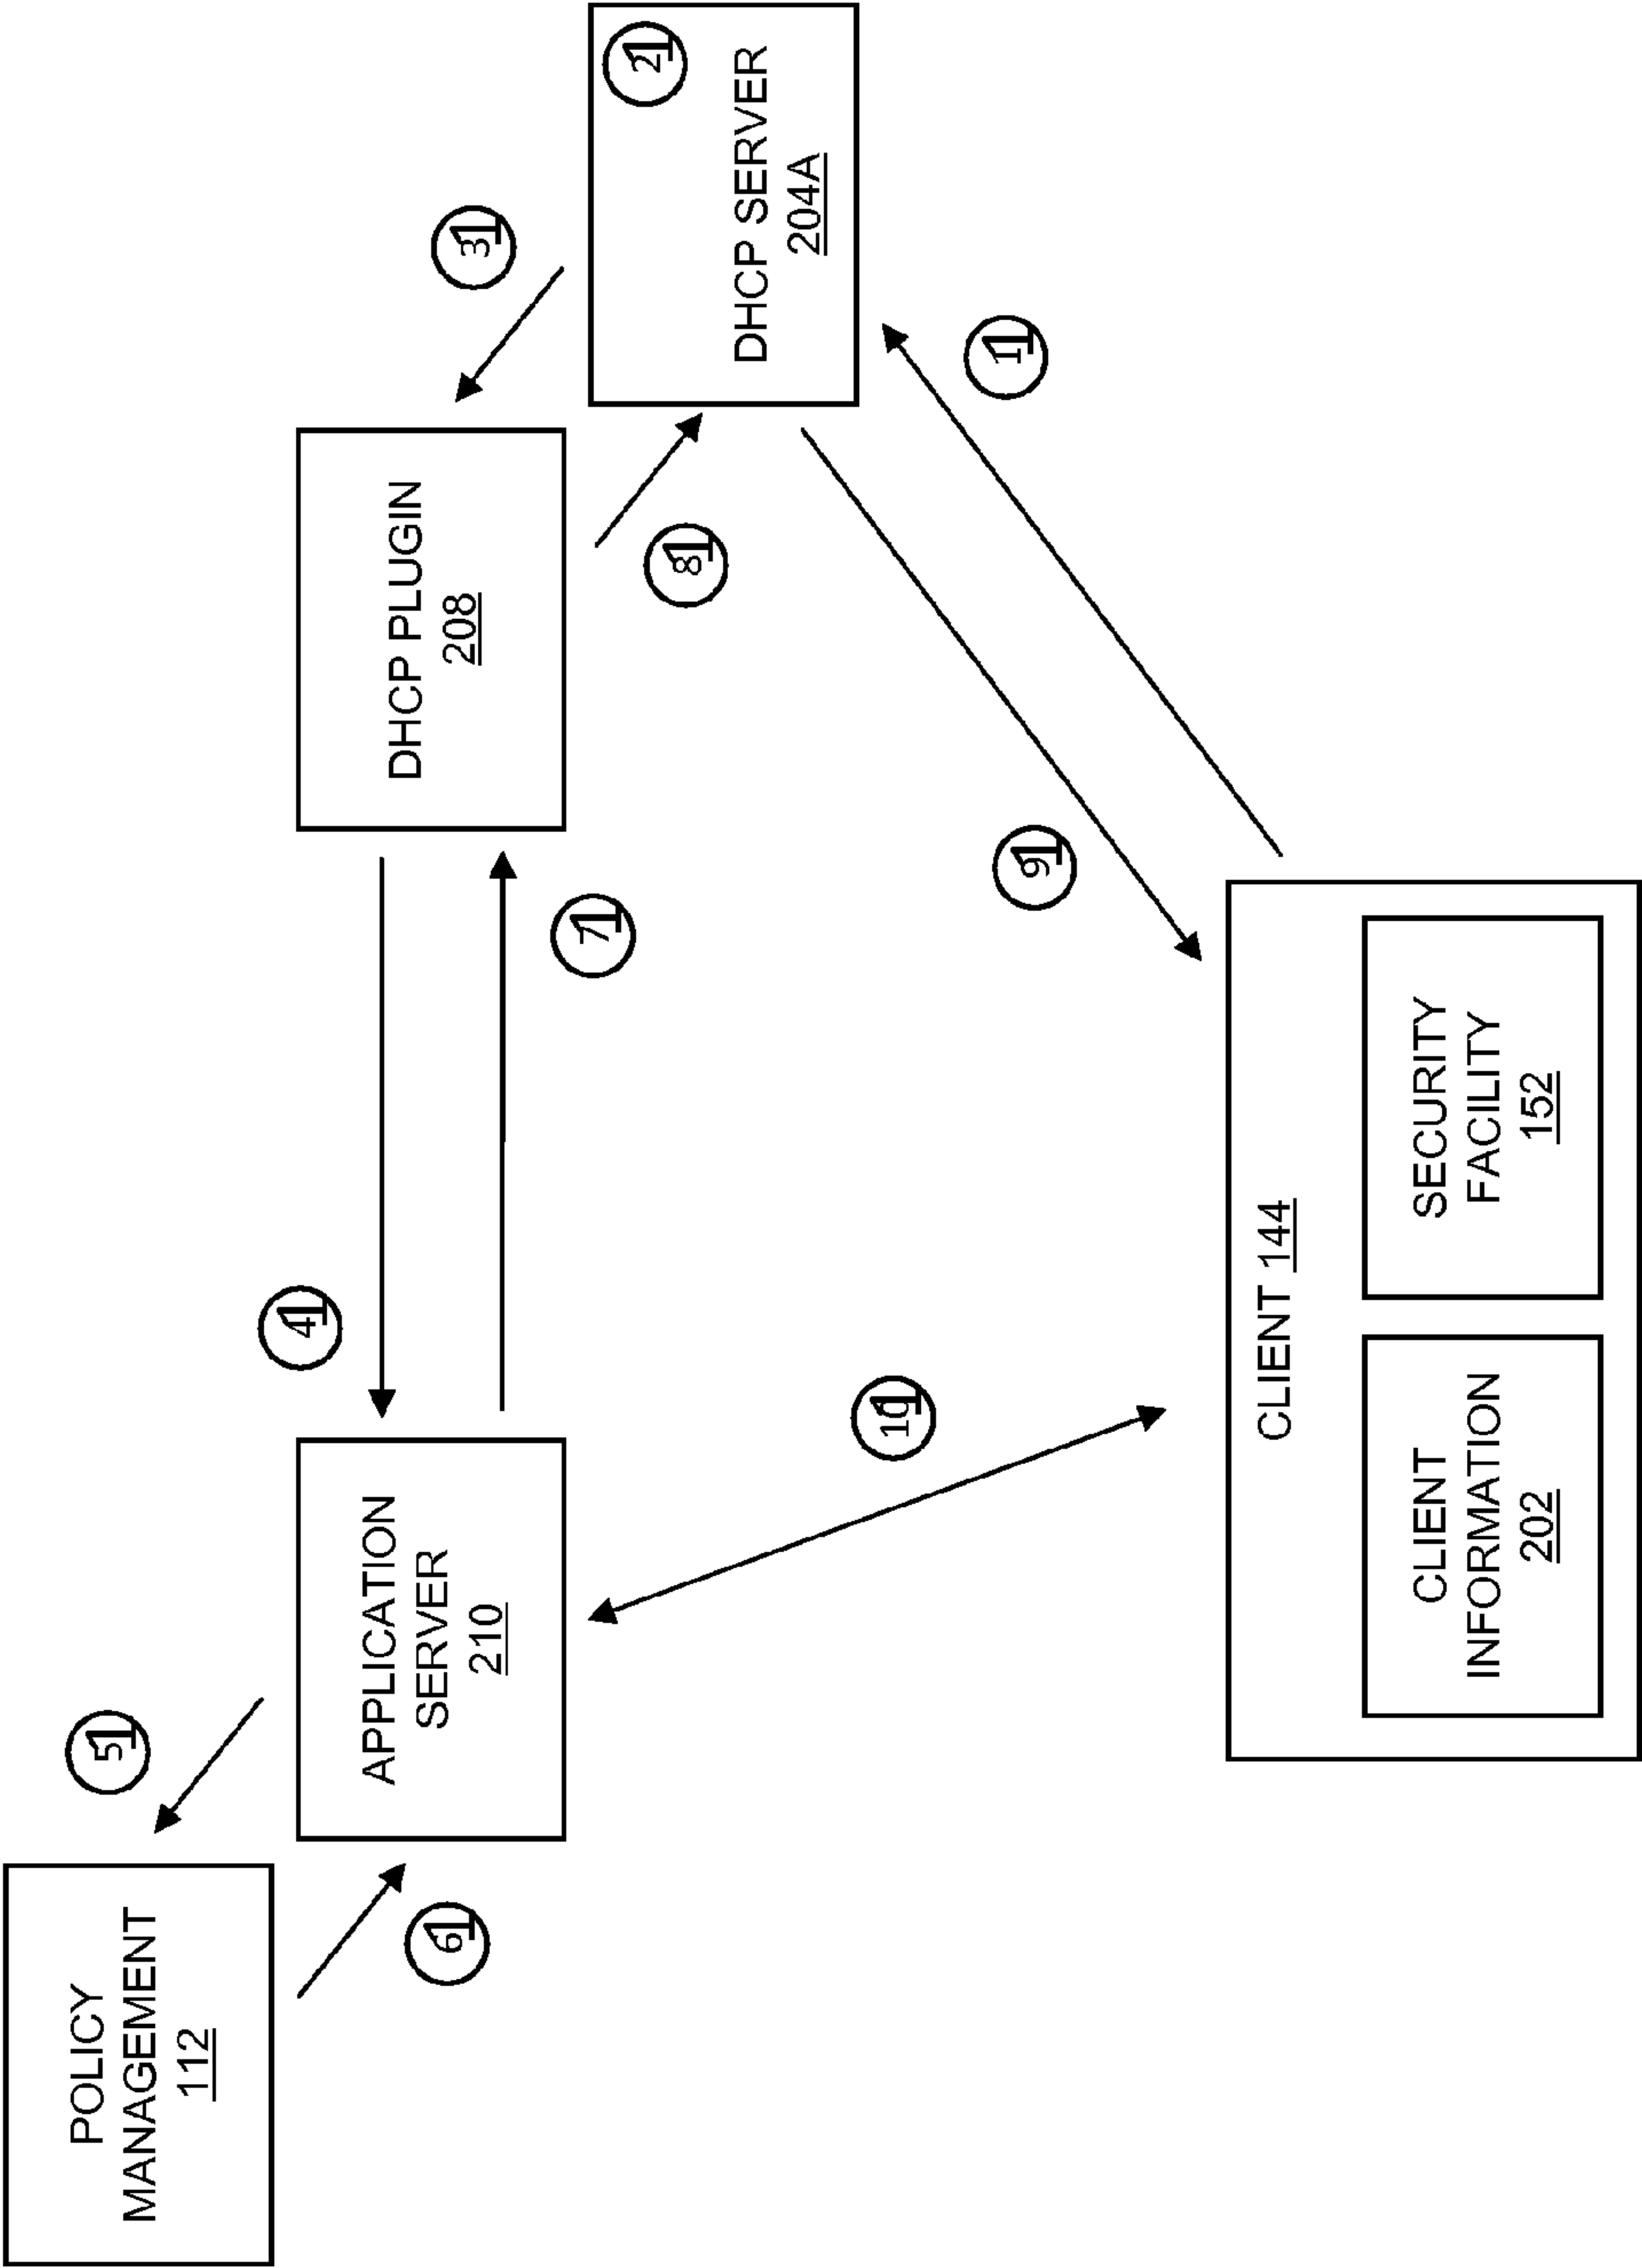 POLICY
MANAGEMENT
112
5
6
APPLICATION
SERVER
210
4
7
DHCP PLUGIN
208
3
8
2
DHCP SERVER
204A
10
9
1
CLIENT 144
CLIENT
INFORMATION
202
SECURITY
FACILITY
152